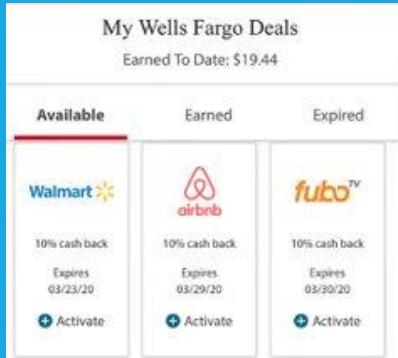 My Wells Fargo Deals
Earned To Date: $19.44
Available Earned Expired
Walmart airbnb fubo TV
10% cash back 10% cash back 10% cash back
Expires Expires Expires
03/23/20 03/29/20 03/30/20
Activate Activate Activate